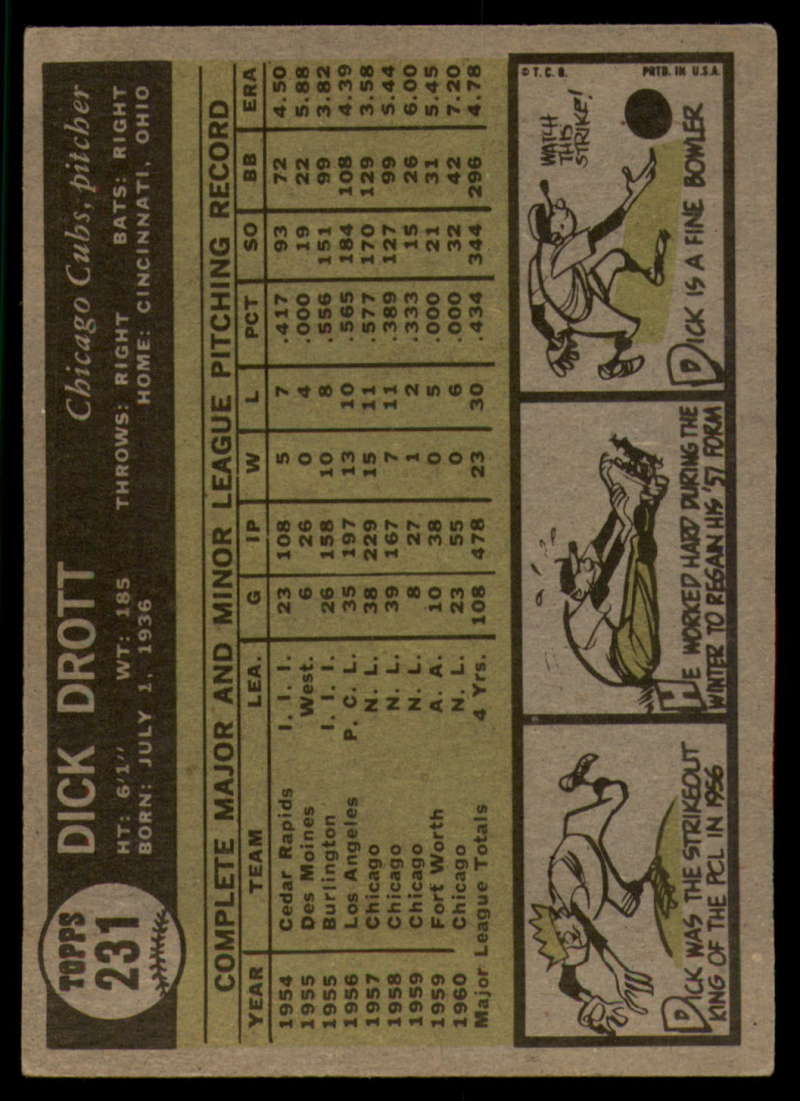 TOPPS
231
DICK DROTT
Chicago Cubs, pitcher
HT: 6'1" WT: 185 THROWS: RIGHT BATS: RIGHT
BORN: JULY 1, 1936 HOME: CINCINNATI, OHIO
COMPLETE MAJOR AND MINOR LEAGUE PITCHING RECORD
YEAR TEAM LEA. G IP W L PCT SO BB ERA
1954 Cedar Rapids I. I. I. 23 108 5 7 .417 93 72 4.50
1955 Des Moines West. 6 26 0 4 .000 19 22 5.88
1955 Burlington I. I. I. 26 158 10 8 .556 151 99 3.82
1956 Los Angeles P. C. L. 35 197 13 10 .565 184 108 4.39
1957 Chicago N. L. 38 229 15 11 .577 170 129 3.58
1958 Chicago N. L. 39 167 7 11 .389 127 99 5.44
1959 Chicago N. L. 8 27 1 2 .333 15 26 6.00
1959 Fort Worth A. A. 10 38 0 5 .000 21 31 5.45
1960 Chicago N. L. 23 55 0 6 .000 32 42 7.20
Major League Totals 4 Yrs. 108 478 23 30 .434 344 296 4.78
DICK WAS THE STRIKEOUT
KING OF THE PCL IN 1956
HE WORKED HARD DURING THE
WINTER TO REGAIN HIS '57 FORM
© T. C. G. PRTD. IN U.S.A.
WATCH
THIS
STRIKE!
DICK IS A FINE BOWLER